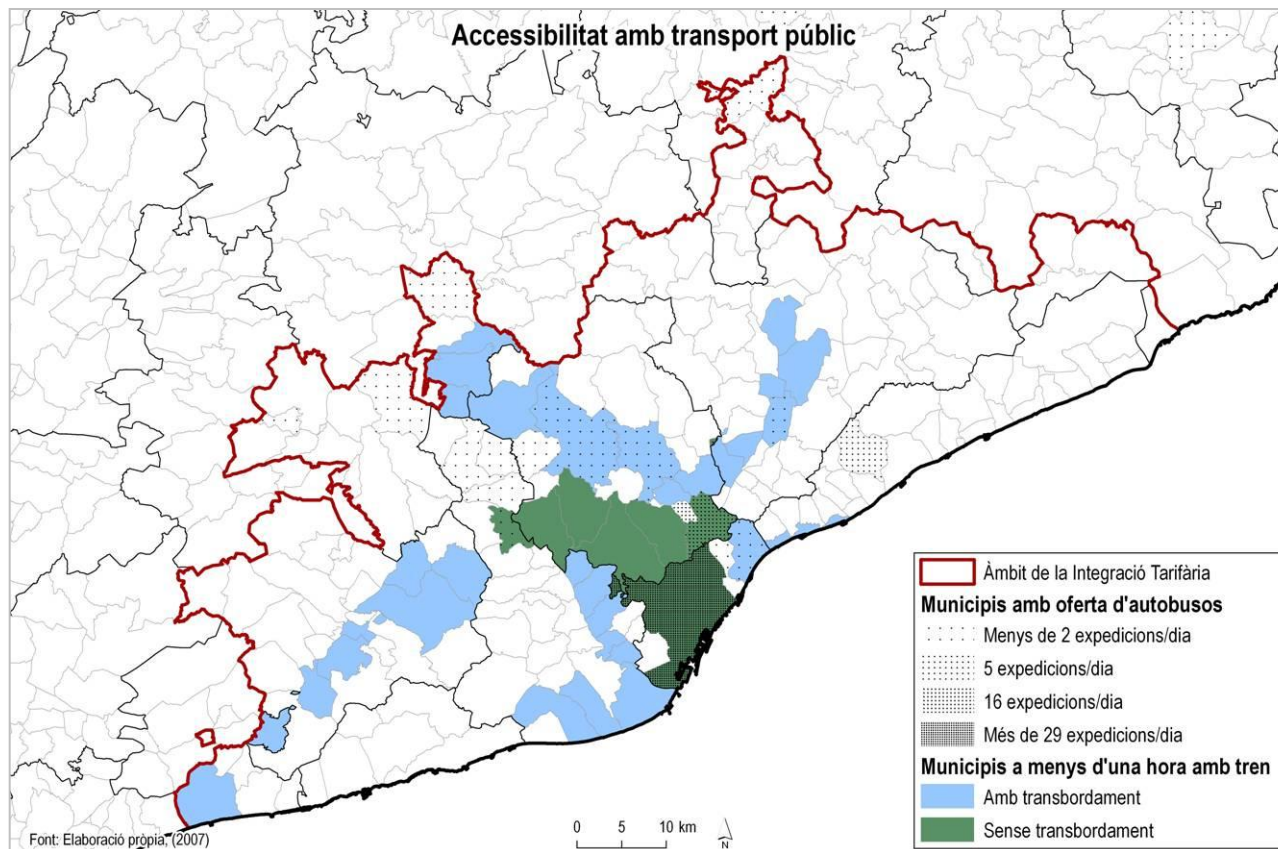 Accessibilitat amb transport públic
Àmbit de la Integració Tarifària
Municipis amb oferta d'autobusos
Menys de 2 expedicions/dia
5 expedicions/dia
16 expedicions/dia
Més de 29 expedicions/dia
Municipis a menys d'una hora amb tren
Amb transbordament
Sense transbordament
Font: Elaboració pròpia, (2007)
0 5 10 km
N